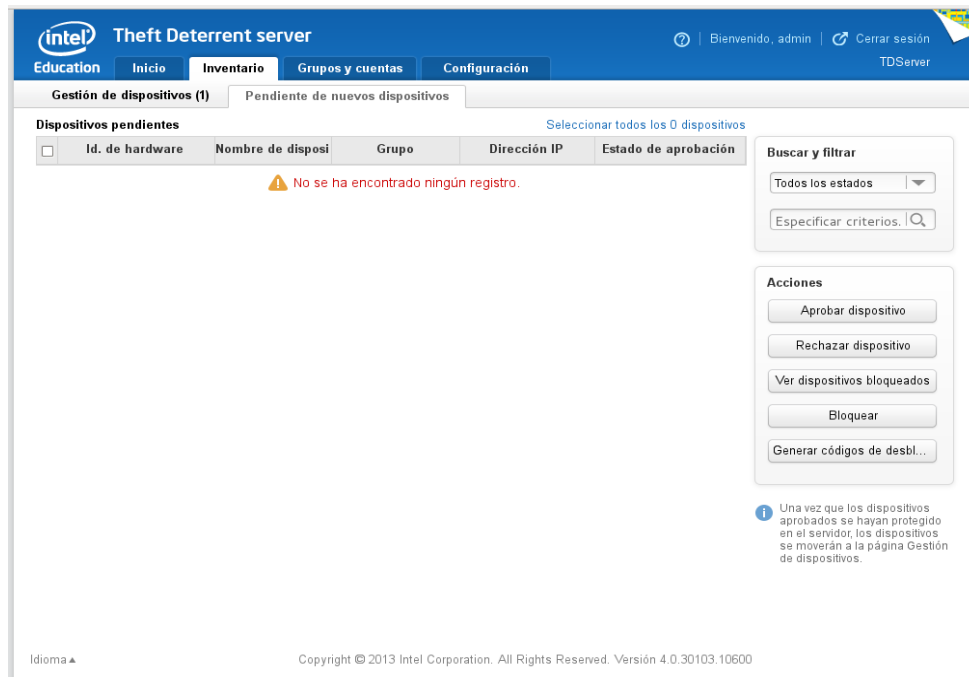 intel
Education
Theft Deterrent server
Bienvenido, admin
Cerrar sesión
TDServer
Inicio
Inventario
Grupos y cuentas
Configuración
Gestión de dispositivos (1)
Pendiente de nuevos dispositivos
Dispositivos pendientes
Seleccionar todos los 0 dispositivos
Id. de hardware
Nombre de disposi
Grupo
Dirección IP
Estado de aprobación
No se ha encontrado ningún registro.
Buscar y filtrar
Todos los estados
Especificar criterios.
Acciones
Aprobar dispositivo
Rechazar dispositivo
Ver dispositivos bloqueados
Bloquear
Generar códigos de desbl...
Una vez que los dispositivos
aprobados se hayan protegido
en el servidor, los dispositivos
se moverán a la página Gestión
de dispositivos.
Idioma
Copyright © 2013 Intel Corporation. All Rights Reserved. Versión 4.0.30103.10600